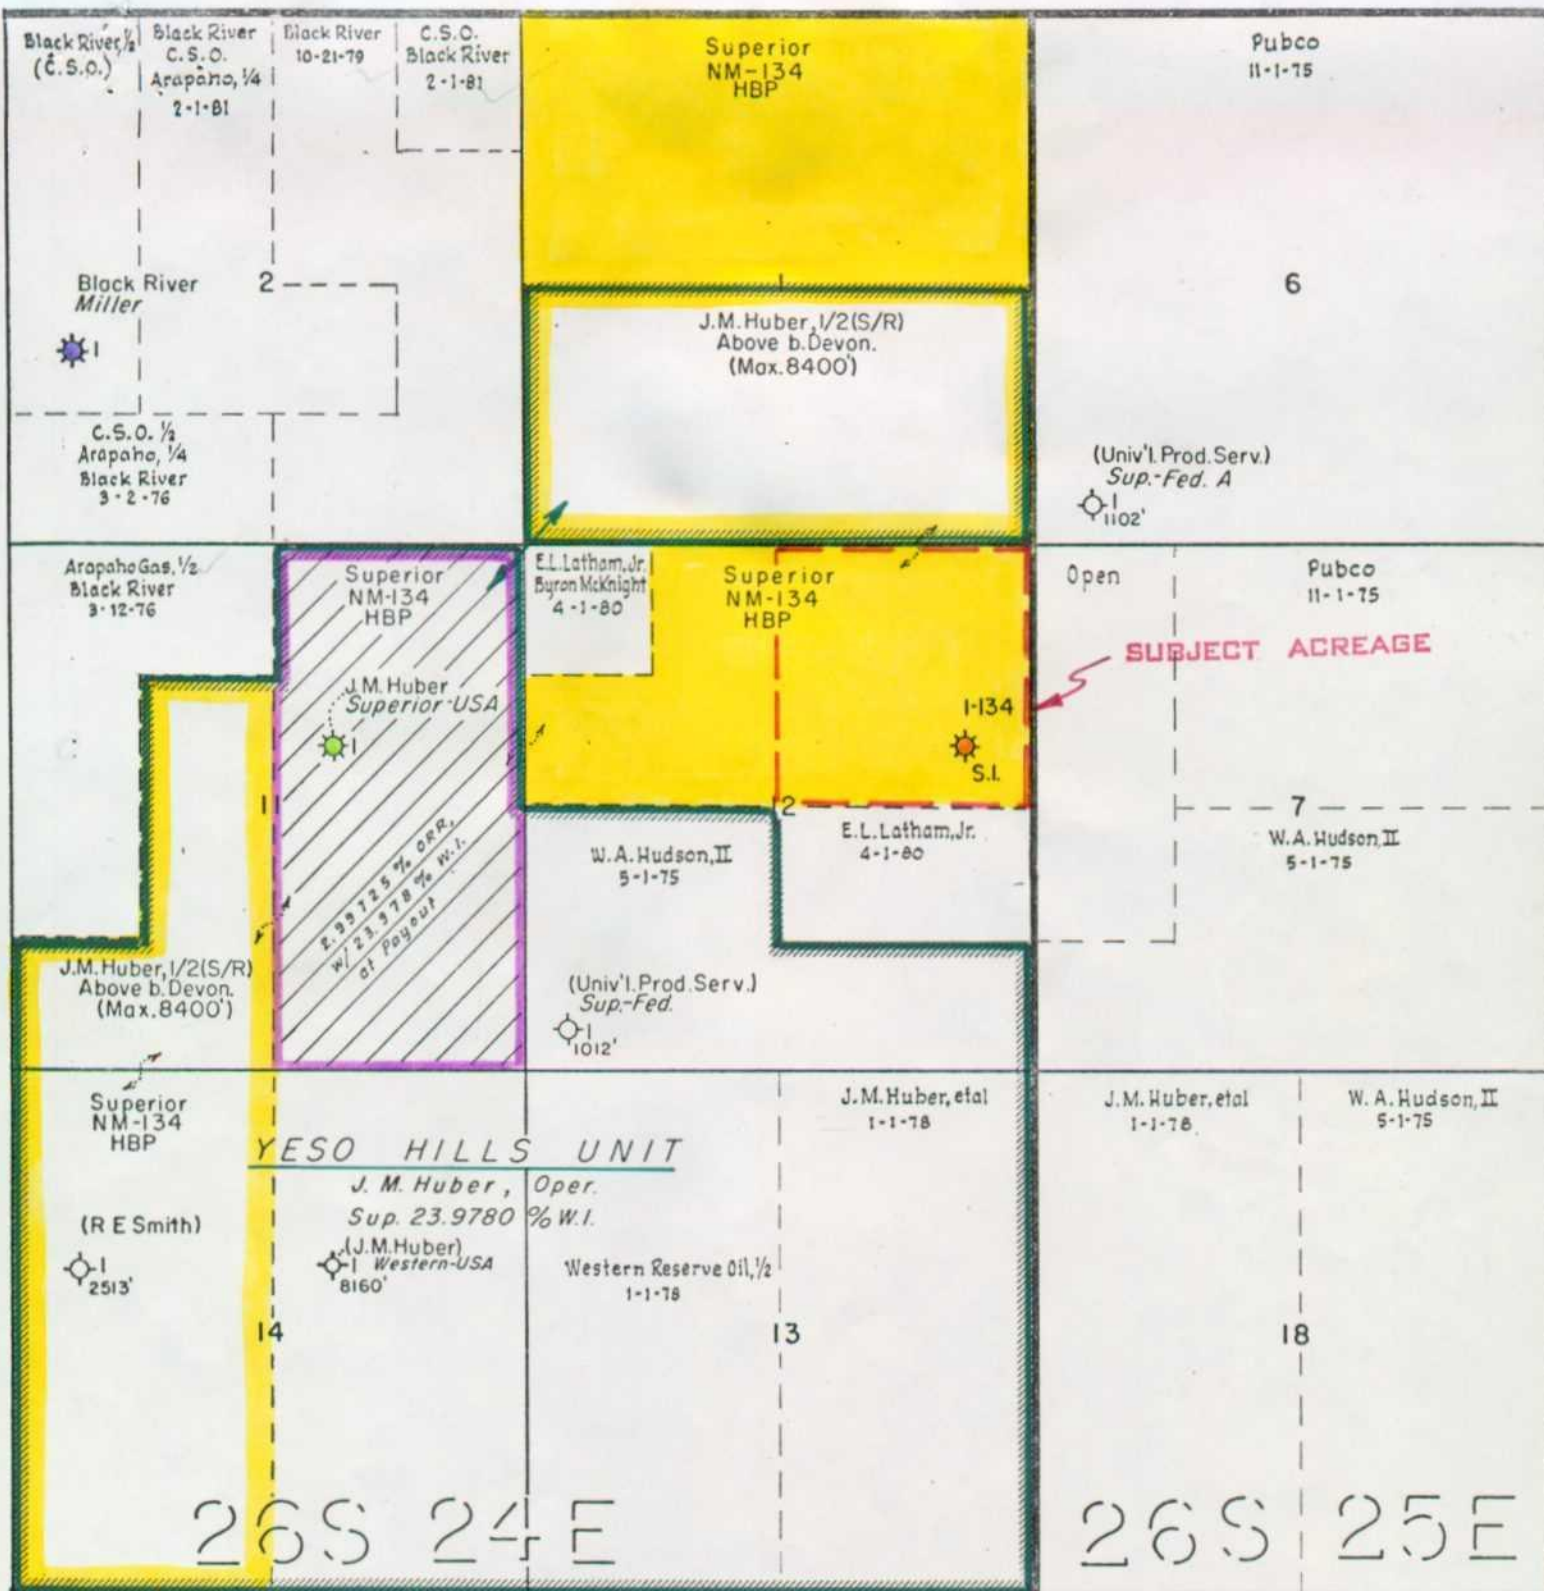 Black River, ½
(C.S.O.)
Black River
C.S.O.
Arapaho, ¼
2-1-81
Black River
10-21-79
C.S.O.
Black River
2-1-81
Superior
NM-134
HBP
Pubco
11-1-75
Black River
Miller
1
2
1
6
J.M. Huber, 1/2(S/R)
Above b. Devon.
(Max. 8400')
C.S.O. ½
Arapaho, ¼
Black River
3-2-76
(Univ'l. Prod. Serv.)
Sup.-Fed. A
1
1102'
Arapaho Gas, ½
Black River
3-12-76
Superior
NM-134
HBP
E.L. Latham, Jr.
Byron McKnight
4-1-80
Superior
NM-134
HBP
Open
Pubco
11-1-75
SUBJECT ACREAGE
J.M. Huber
Superior-USA
1
1-134
S.I.
11
2
7
2.99725% ORR,
w/ 23.978% W.I.
at Payout
W.A. Hudson, II
5-1-75
E.L. Latham, Jr.
4-1-80
W.A. Hudson, II
5-1-75
J.M. Huber, 1/2(S/R)
Above b. Devon.
(Max. 8400')
(Univ'l. Prod. Serv.)
Sup.-Fed.
1
1012'
Superior
NM-134
HBP
J.M. Huber, etal
1-1-78
J.M. Huber, etal
1-1-78
W.A. Hudson, II
5-1-75
YESO HILLS UNIT
J. M. Huber, Oper.
Sup. 23.9780 % W.I.
(R E Smith)
1
2513'
(J.M. Huber)
1 Western-USA
8160'
Western Reserve Oil, ½
1-1-78
14
13
18
26S 24E
26S 25E